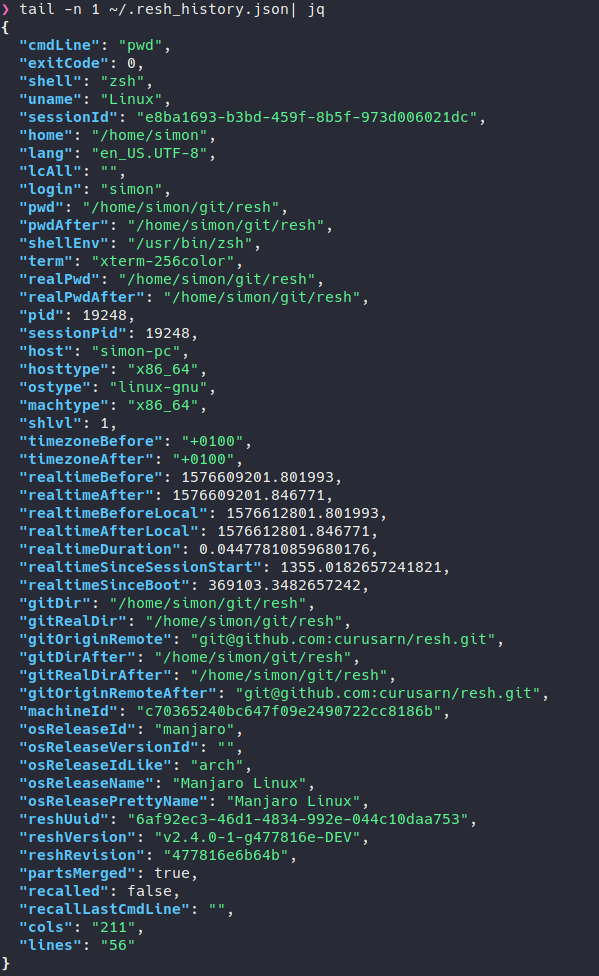 ❯ tail -n 1 ~/.resh_history.json| jq
{
  "cmdLine": "pwd",
  "exitCode": 0,
  "shell": "zsh",
  "uname": "Linux",
  "sessionId": "e8ba1693-b3bd-459f-8b5f-973d006021dc",
  "home": "/home/simon",
  "lang": "en_US.UTF-8",
  "lcAll": "",
  "login": "simon",
  "pwd": "/home/simon/git/resh",
  "pwdAfter": "/home/simon/git/resh",
  "shellEnv": "/usr/bin/zsh",
  "term": "xterm-256color",
  "realPwd": "/home/simon/git/resh",
  "realPwdAfter": "/home/simon/git/resh",
  "pid": 19248,
  "sessionPid": 19248,
  "host": "simon-pc",
  "hosttype": "x86_64",
  "ostype": "linux-gnu",
  "machtype": "x86_64",
  "shlvl": 1,
  "timezoneBefore": "+0100",
  "timezoneAfter": "+0100",
  "realtimeBefore": 1576609201.801993,
  "realtimeAfter": 1576609201.846771,
  "realtimeBeforeLocal": 1576612801.801993,
  "realtimeAfterLocal": 1576612801.846771,
  "realtimeDuration": 0.04477810859680176,
  "realtimeSinceSessionStart": 1355.0182657241821,
  "realtimeSinceBoot": 369103.3482657242,
  "gitDir": "/home/simon/git/resh",
  "gitRealDir": "/home/simon/git/resh",
  "gitOriginRemote": "git@github.com:curusarn/resh.git",
  "gitDirAfter": "/home/simon/git/resh",
  "gitRealDirAfter": "/home/simon/git/resh",
  "gitOriginRemoteAfter": "git@github.com:curusarn/resh.git",
  "machineId": "c70365240bc647f09e2490722cc8186b",
  "osReleaseId": "manjaro",
  "osReleaseVersionId": "",
  "osReleaseIdLike": "arch",
  "osReleaseName": "Manjaro Linux",
  "osReleasePrettyName": "Manjaro Linux",
  "reshUuid": "6af92ec3-46d1-4834-992e-044c10daa753",
  "reshVersion": "v2.4.0-1-g477816e-DEV",
  "reshRevision": "477816e6b64b",
  "partsMerged": true,
  "recalled": false,
  "recallLastCmdLine": "",
  "cols": "211",
  "lines": "56"
}